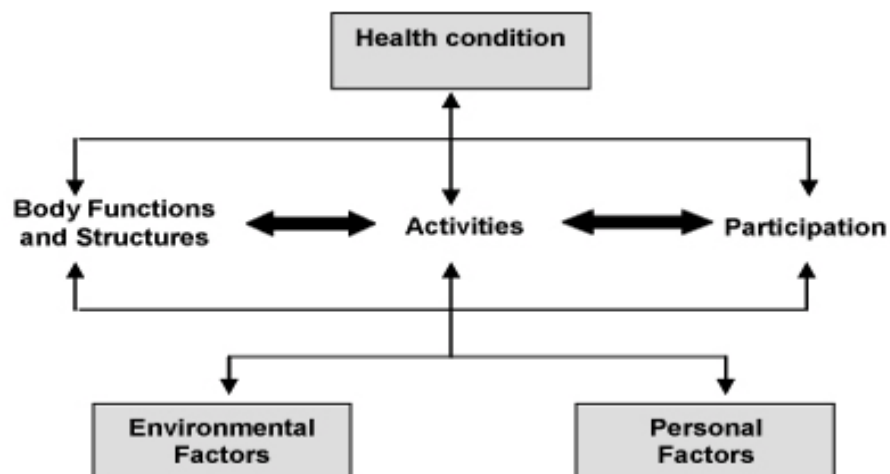 Health condition
Body Functions
and Structures
Activities
Participation
Environmental
Factors
Personal
Factors